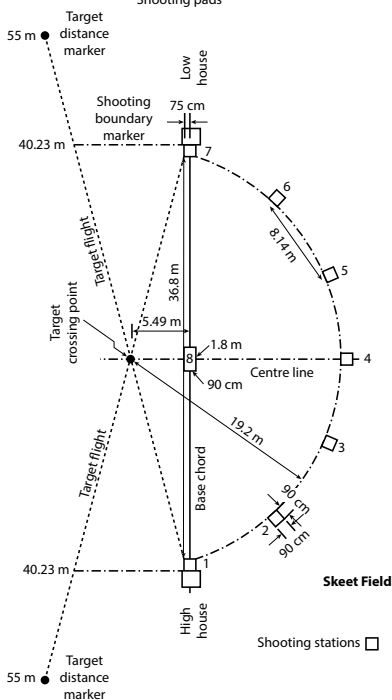 Shooting pads
55 m
Target
distance
marker
Low
house
Shooting
boundary
marker
75 cm
40.23 m
7
6
8.14 m
5
Target flight
36.8 m
Target
crossing point
5.49 m
1.8 m
8
4
90 cm
Centre line
19.2 m
3
Target flight
Base chord
90 cm
2
90 cm
40.23 m
1
Skeet Field
High
house
Shooting stations
55 m
Target
distance
marker